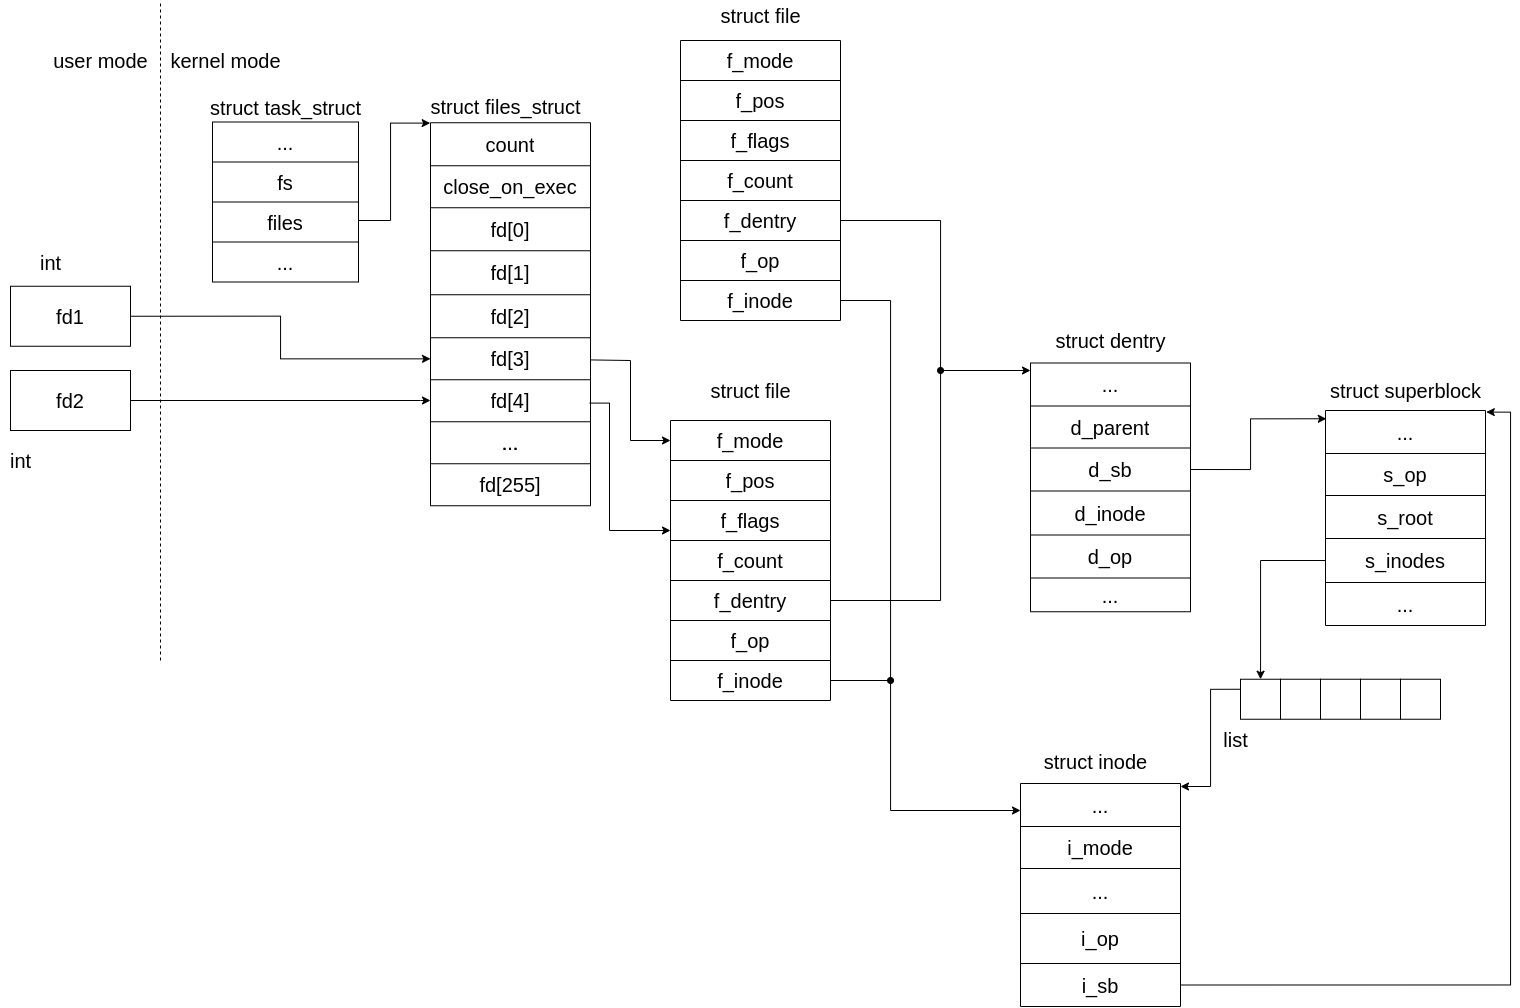 user mode
kernel mode
struct task_struct
...
fs
files
...
int
fd1
fd2
int
struct files_struct
count
close_on_exec
fd[0]
fd[1]
fd[2]
fd[3]
fd[4]
...
fd[255]
struct file
f_mode
f_pos
f_flags
f_count
f_dentry
f_op
f_inode
struct file
f_mode
f_pos
f_flags
f_count
f_dentry
f_op
f_inode
struct dentry
...
d_parent
d_sb
d_inode
d_op
...
struct superblock
...
s_op
s_root
s_inodes
...
list
struct inode
...
i_mode
...
i_op
i_sb